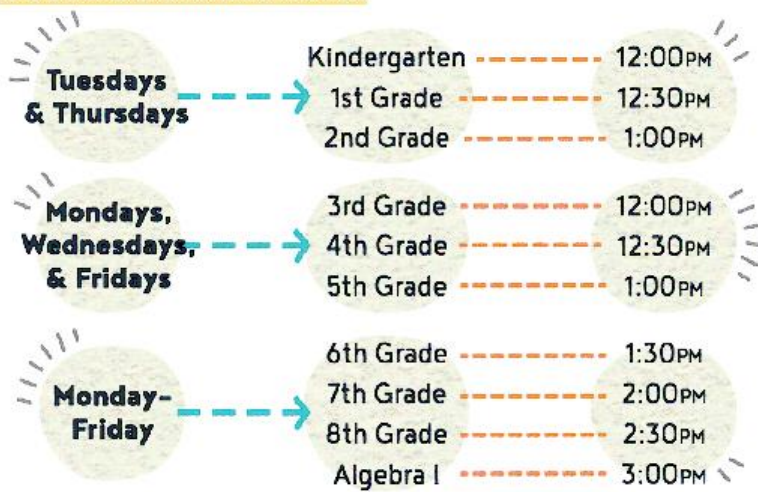 Tuesdays
& Thursdays
Kindergarten 12:00PM
1st Grade 12:30PM
2nd Grade 1:00PM
Mondays,
Wednesdays,
& Fridays
3rd Grade 12:00PM
4th Grade 12:30PM
5th Grade 1:00PM
Monday–
Friday
6th Grade 1:30PM
7th Grade 2:00PM
8th Grade 2:30PM
Algebra I 3:00PM